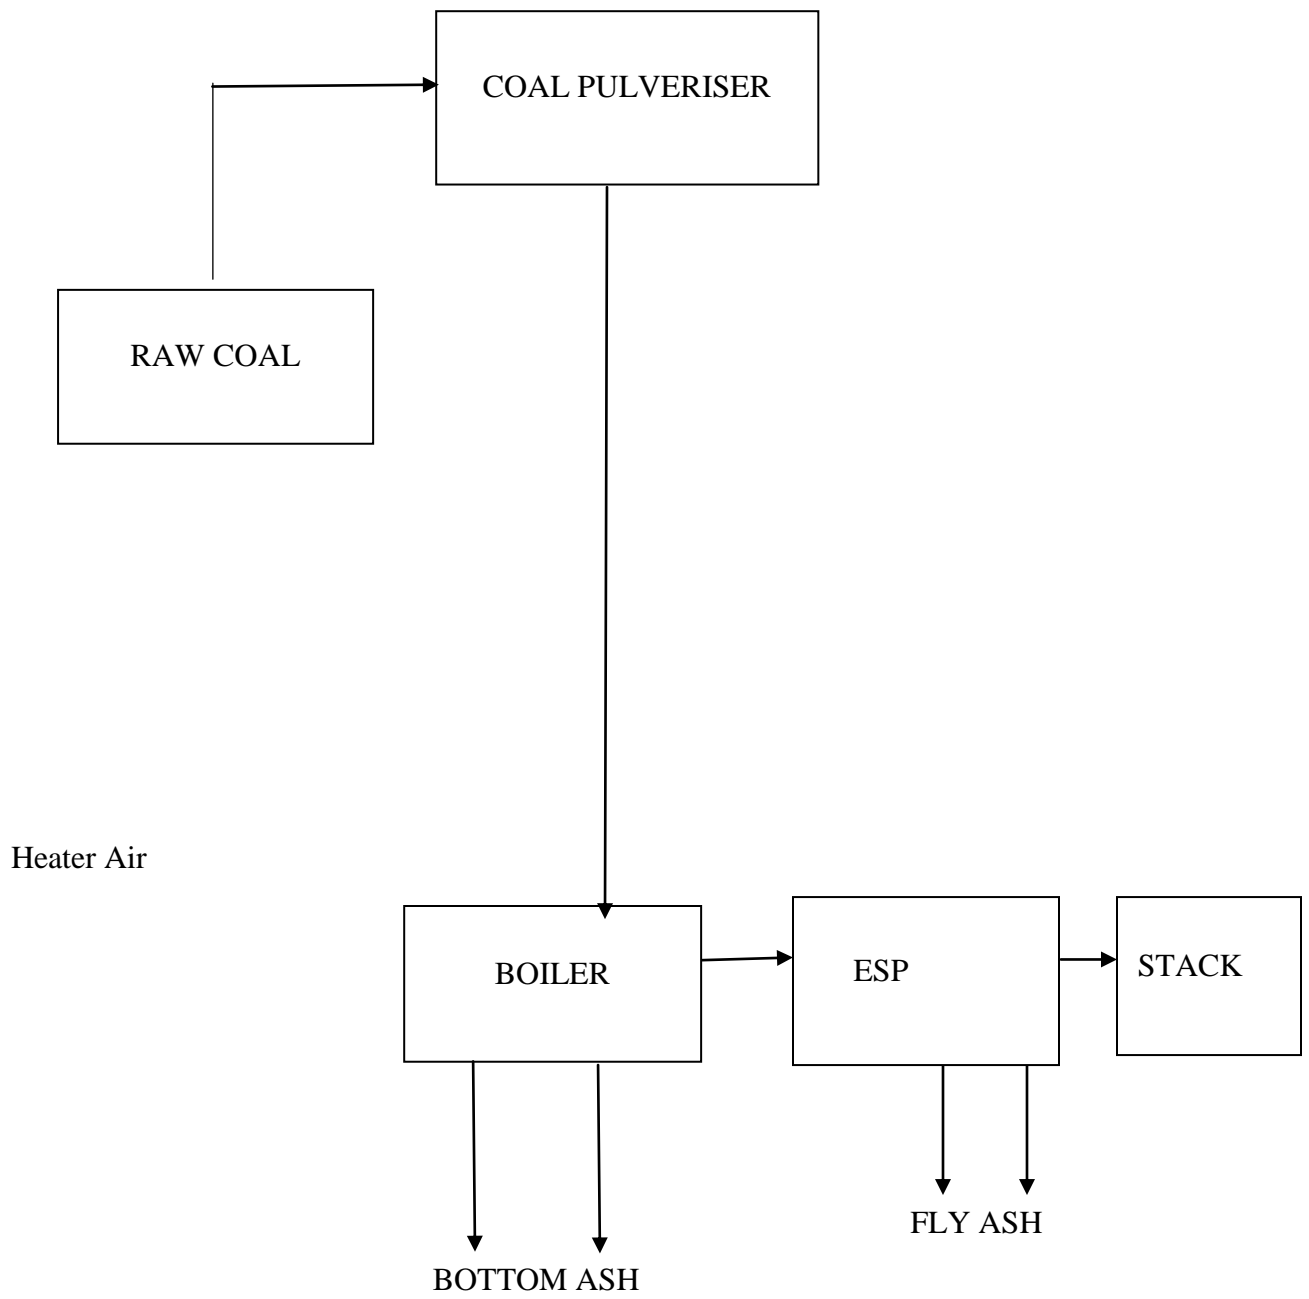 COAL PULVERISER
RAW COAL
Heater Air
BOILER
ESP
STACK
FLY ASH
BOTTOM ASH